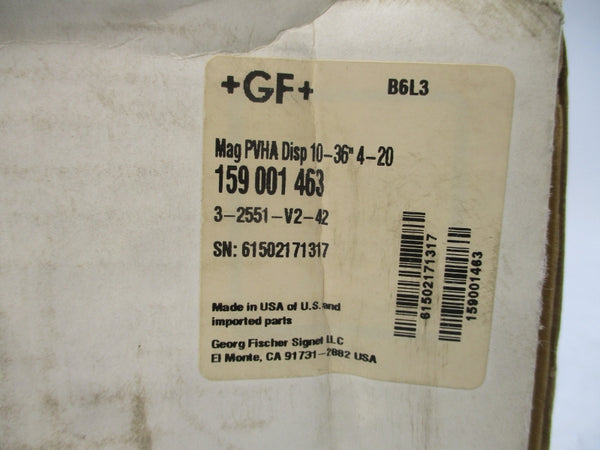 +GF+ B6L3
Mag PVHA Disp 10-36" 4-20
159 001 463
3-2551-V2-42
SN: 61502171317
Made in USA of U.S. and
imported parts
Georg Fischer Signet LLC
El Monte, CA 91731-2882 USA
61502171317
159001463